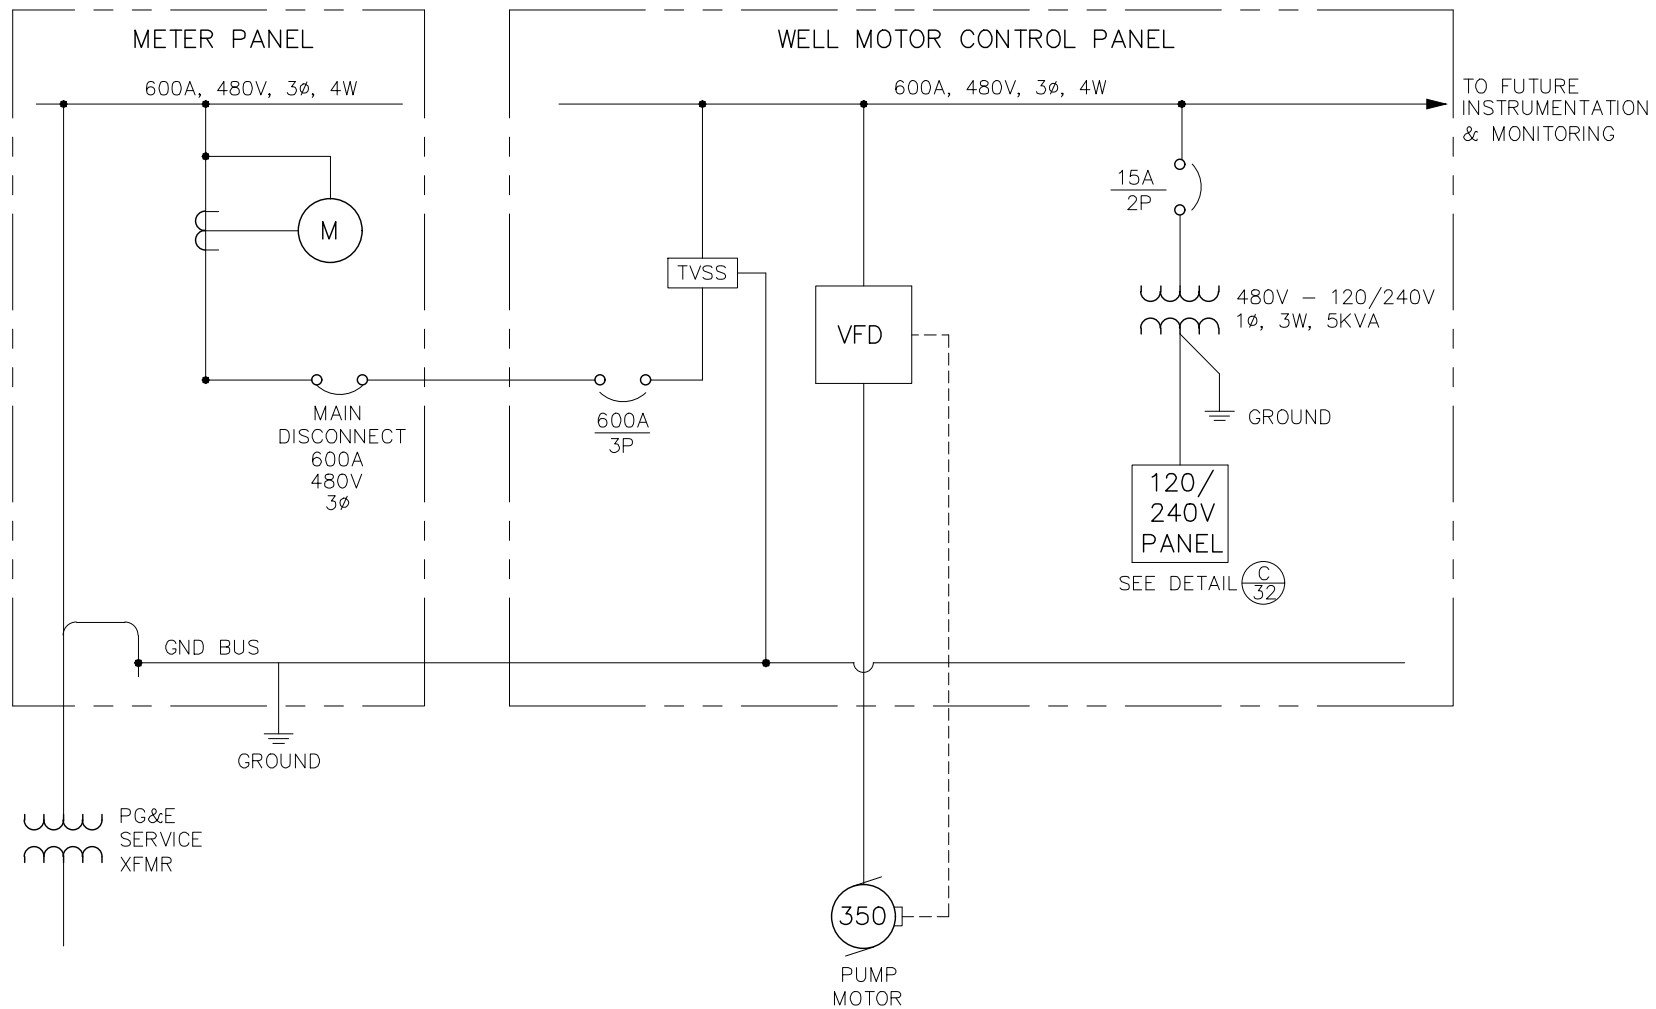 METER PANEL
600A, 480V, 3ø, 4W
M
MAIN
DISCONNECT
600A
480V
3ø
GND BUS
GROUND
PG&E
SERVICE
XFMR
WELL MOTOR CONTROL PANEL
600A, 480V, 3ø, 4W
TO FUTURE
INSTRUMENTATION
& MONITORING
600A
3P
TVSS
VFD
15A
2P
480V - 120/240V
1ø, 3W, 5KVA
GROUND
120/
240V
PANEL
SEE DETAIL
C
32
350
PUMP
MOTOR